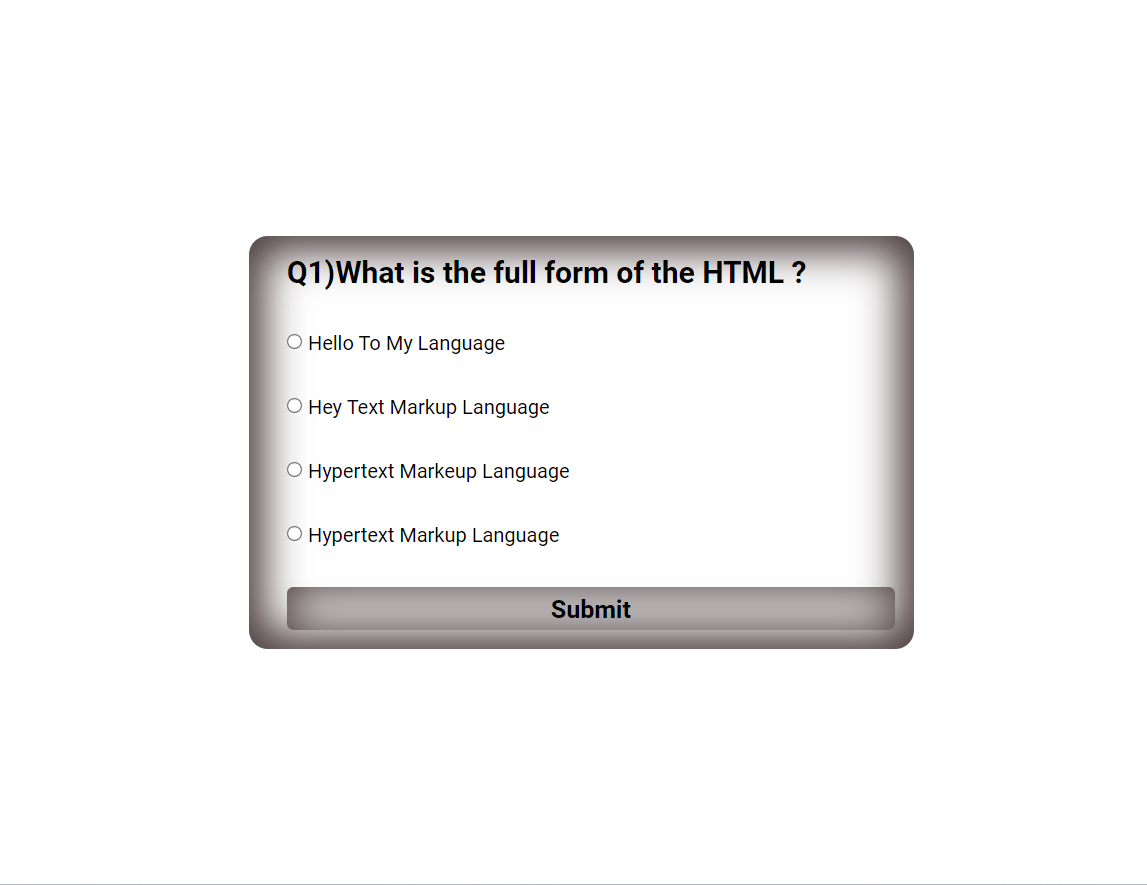 Q1)What is the full form of the HTML ?
Hello To My Language
Hey Text Markup Language
Hypertext Markeup Language
Hypertext Markup Language
Submit